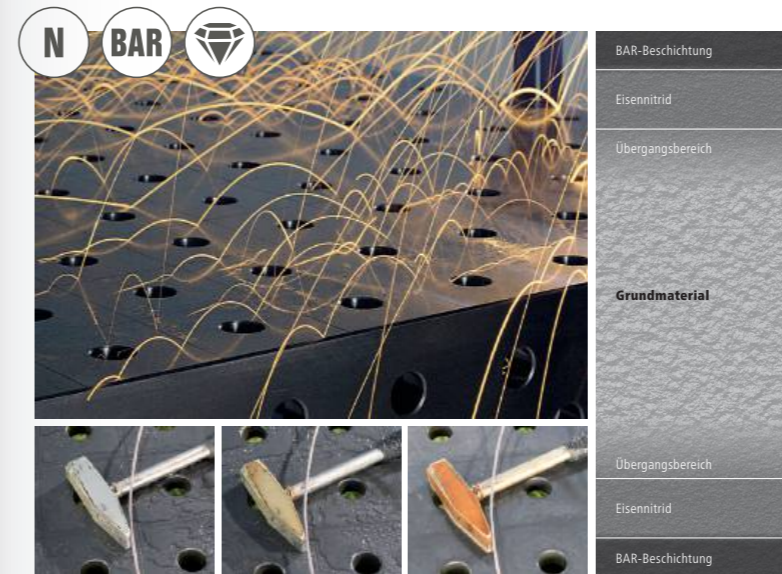 N
BAR
BAR-Beschichtung
Eisennitrid
Übergangsbereich
Grundmaterial
Übergangsbereich
Eisennitrid
BAR-Beschichtung